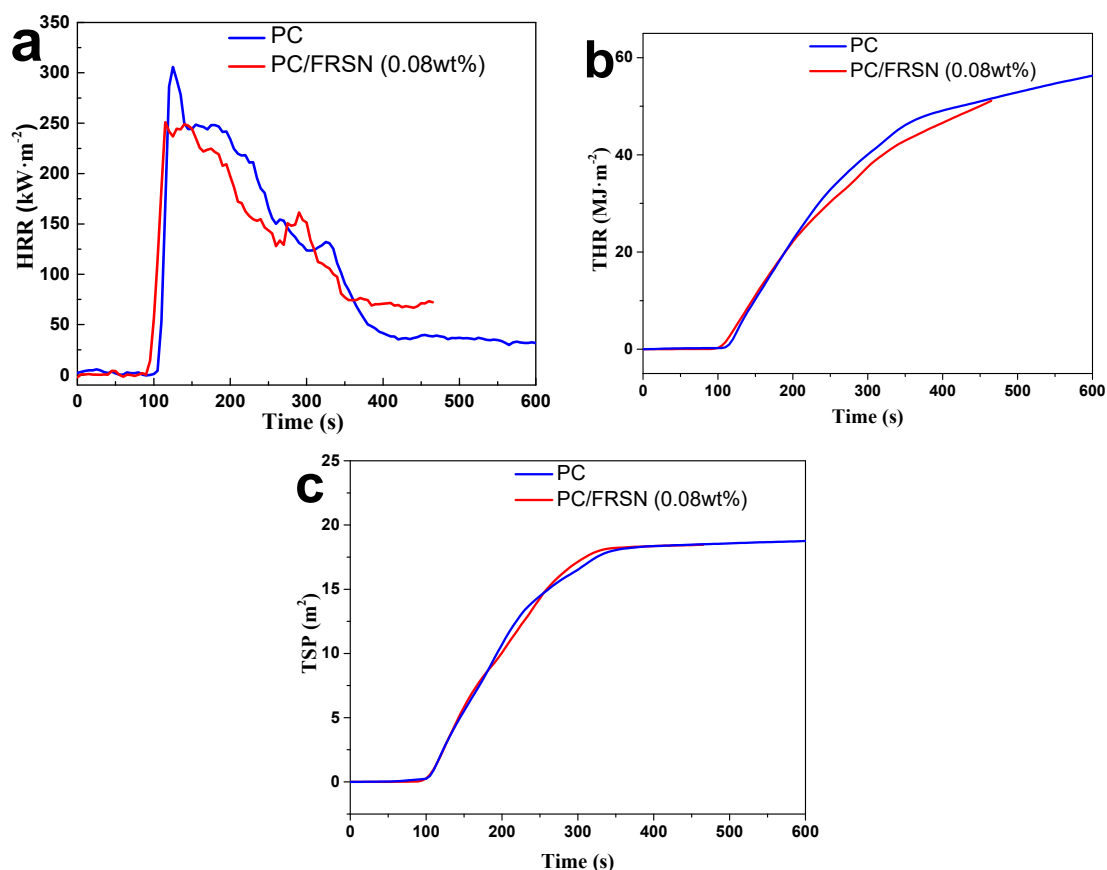 a
PC
PC/FRSN (0.08wt%)
HRR (kW·m⁻²)
350
300
250
200
150
100
50
0
0 100 200 300 400 500 600
Time (s)
b
PC
PC/FRSN (0.08wt%)
THR (MJ·m⁻²)
60
40
20
0
0 100 200 300 400 500 600
Time (s)
c
PC
PC/FRSN (0.08wt%)
TSP (m²)
25
20
15
10
5
0
0 100 200 300 400 500 600
Time (s)